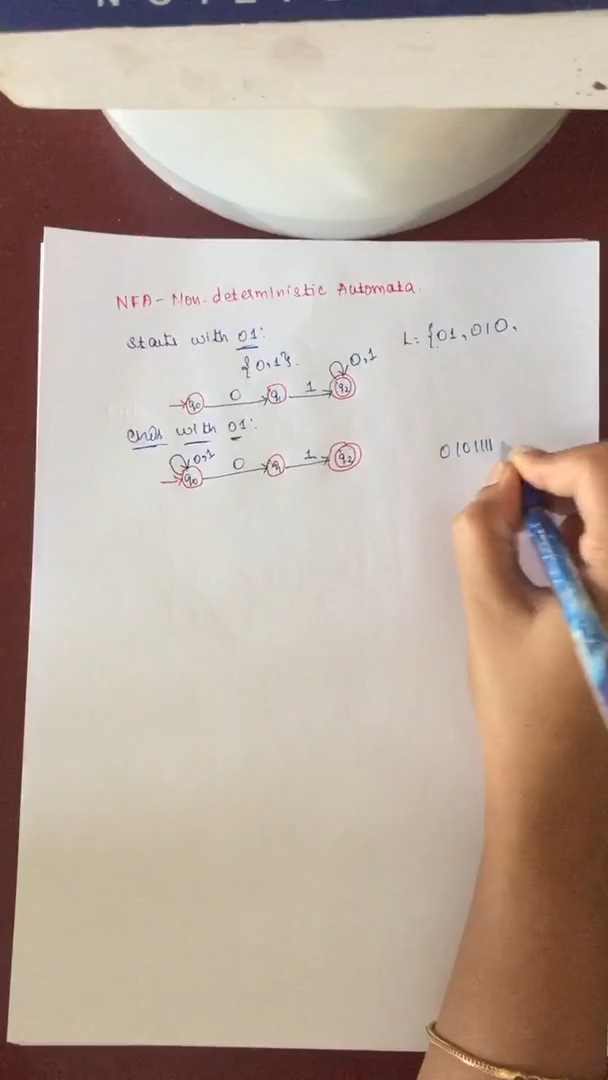 NFA - Non-deterministic Automata.
Starts with 01:
L: {01, 010,
{0,1}.
0,1
q0 0 q1 1 q2
Ends with 01:
0,1
q0 0 q1 1 q2
0101111